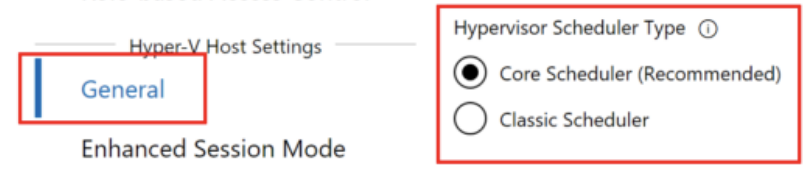 Hyper-V Host Settings
General
Enhanced Session Mode
Hypervisor Scheduler Type
Core Scheduler (Recommended)
Classic Scheduler